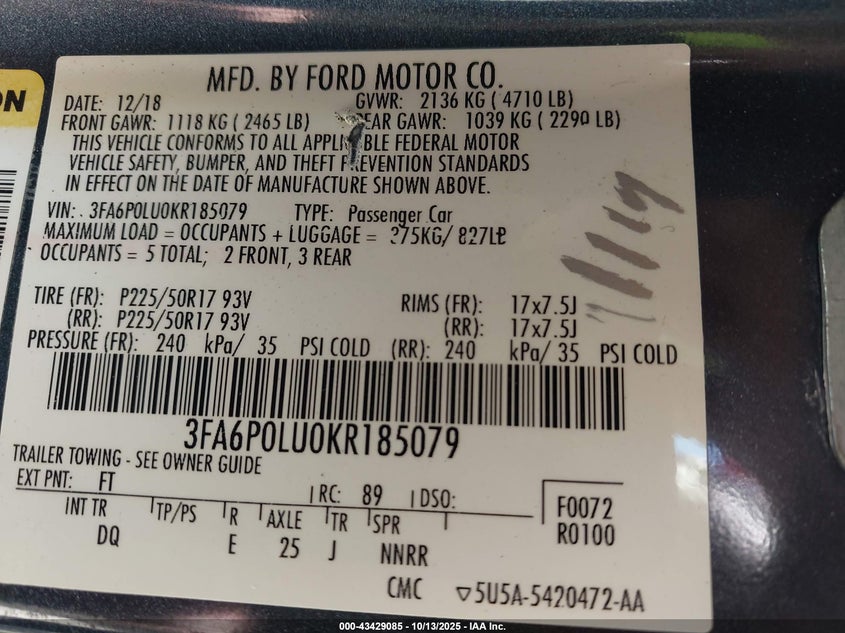 ON
MFD. BY FORD MOTOR CO.
DATE: 12/18 GVWR: 2136 KG ( 4710 LB)
FRONT GAWR: 1118 KG ( 2465 LB) REAR GAWR: 1039 KG ( 2290 LB)
THIS VEHICLE CONFORMS TO ALL APPLICABLE FEDERAL MOTOR
VEHICLE SAFETY, BUMPER, AND THEFT PREVENTION STANDARDS
IN EFFECT ON THE DATE OF MANUFACTURE SHOWN ABOVE.
VIN: 3FA6P0LU0KR185079 TYPE: Passenger Car
MAXIMUM LOAD = OCCUPANTS + LUGGAGE = 375KG/ 827LB
OCCUPANTS = 5 TOTAL; 2 FRONT, 3 REAR
TIRE (FR): P225/50R17 93V RIMS (FR): 17x7.5J
(RR): P225/50R17 93V (RR): 17x7.5J
PRESSURE (FR): 240 kPa/ 35 PSI COLD (RR): 240 kPa/ 35 PSI COLD
3FA6P0LU0KR185079
TRAILER TOWING - SEE OWNER GUIDE
EXT PNT: FT RC: 89 DSO:
INT TR TP/PS R AXLE TR SPR F0072
DQ E 25 J NNRR R0100
CMC ▽5U5A-5420472-AA
000-43429085 - 10/13/2025 - IAA Inc.